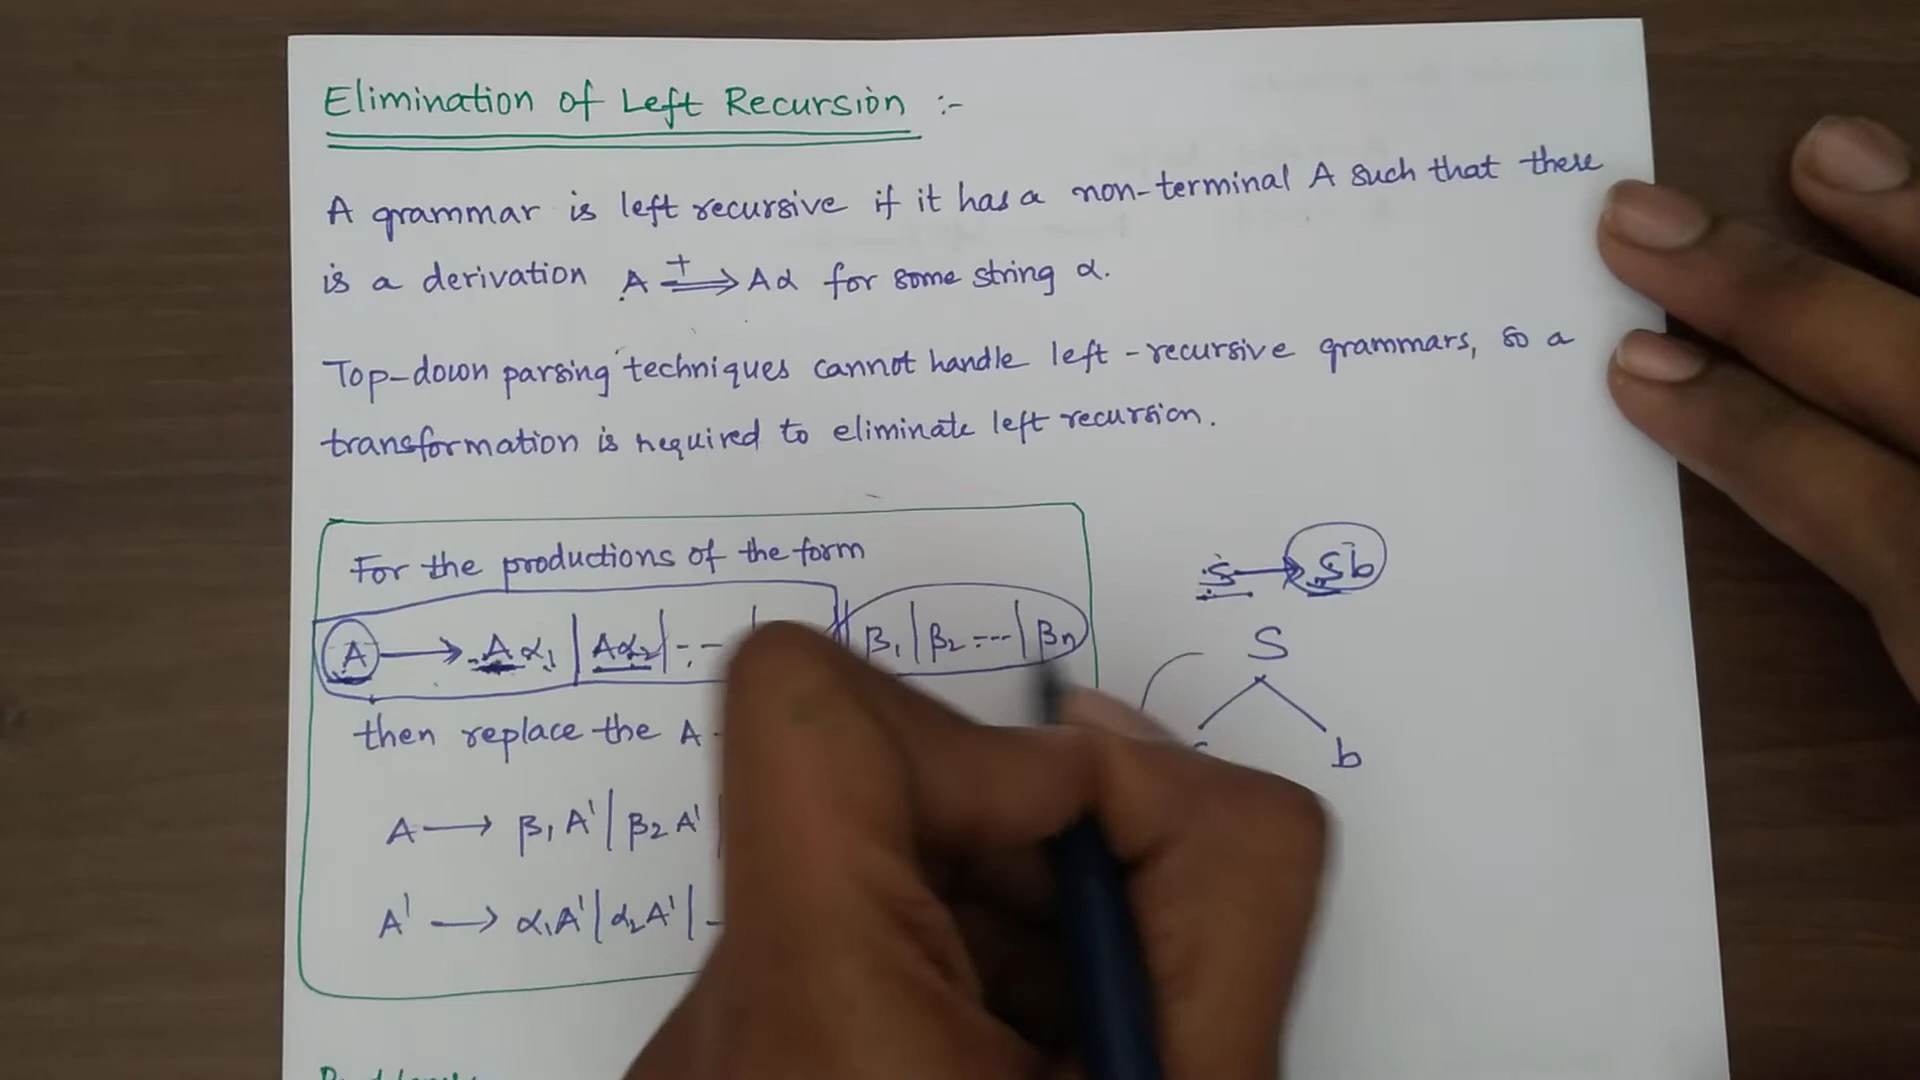 Elimination of Left Recursion :-
A grammar is left recursive if it has a non-terminal A such that there
is a derivation A ⇒⁺ Aα for some string α.
Top-down parsing techniques cannot handle left-recursive grammars, so a
transformation is required to eliminate left recursion.
For the productions of the form
A → Aα₁ | Aα₂ | -- | β₁ | β₂ --- | βn
then replace the A
A → β₁A' | β₂A' |
A' → α₁A' | α₂A' | -
S → Sb
S
b